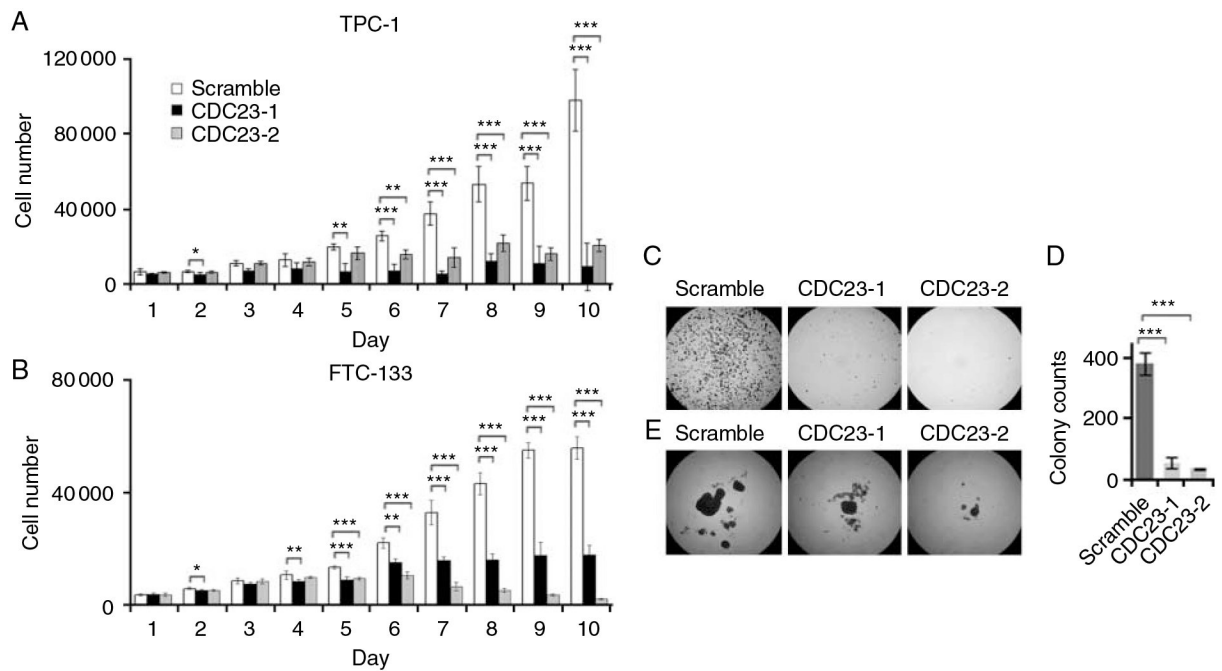 A
TPC-1
Cell number
120 000
80 000
40 000
0
Scramble
CDC23-1
CDC23-2
*
**
***
**
***
***
***
***
***
***
***
***
1 2 3 4 5 6 7 8 9 10
Day
B
FTC-133
Cell number
80 000
40 000
0
*
**
***
***
***
**
***
***
***
***
***
***
***
***
1 2 3 4 5 6 7 8 9 10
Day
C
Scramble CDC23-1 CDC23-2
D
***
***
Colony counts
400
200
0
Scramble
CDC23-1
CDC23-2
E
Scramble CDC23-1 CDC23-2